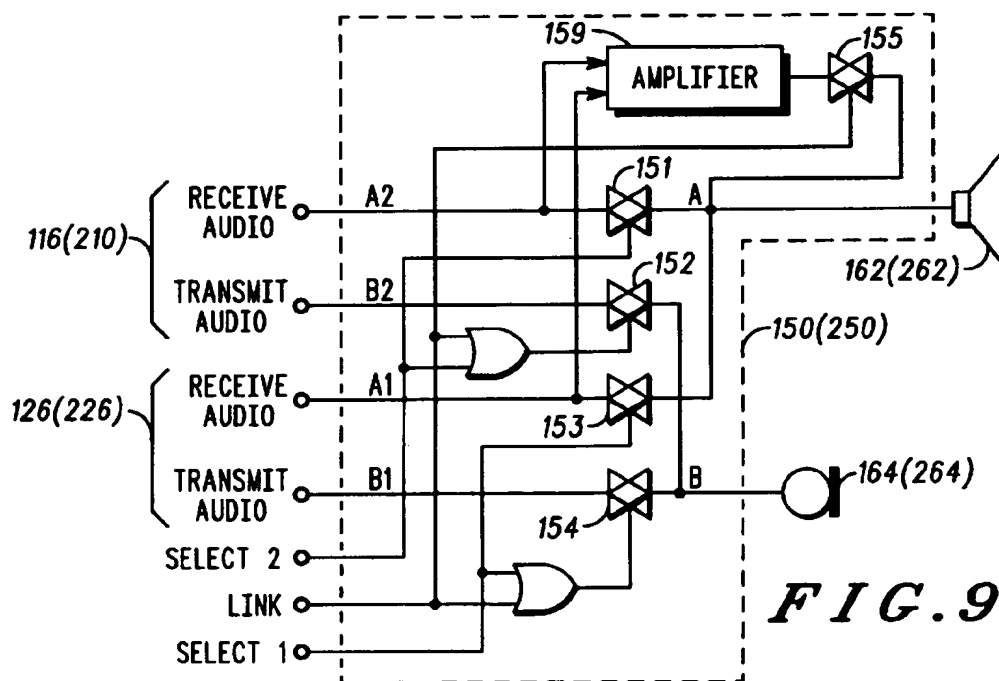 159
155
AMPLIFIER
151
RECEIVE AUDIO
A2
A
116(210)
162(262)
152
TRANSMIT AUDIO
B2
150(250)
RECEIVE AUDIO
A1
126(226)
153
TRANSMIT AUDIO
B1
B
164(264)
154
SELECT 2
LINK
SELECT 1
FIG.9